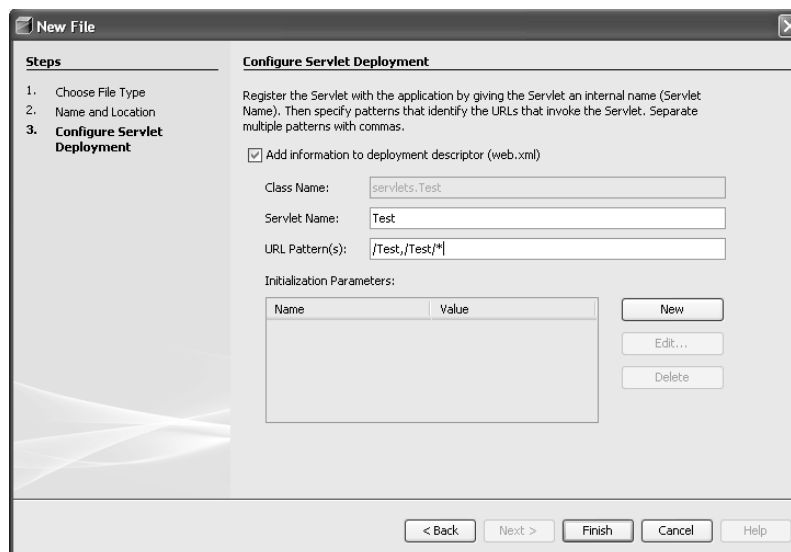 New File
Steps
1. Choose File Type
2. Name and Location
3. Configure Servlet
Deployment
Configure Servlet Deployment
Register the Servlet with the application by giving the Servlet an internal name (Servlet
Name). Then specify patterns that identify the URLs that invoke the Servlet. Separate
multiple patterns with commas.
Add information to deployment descriptor (web.xml)
Class Name: servlets.Test
Servlet Name: Test
URL Pattern(s): /Test,/Test/*
Initialization Parameters:
Name Value
New
Edit...
Delete
< Back Next > Finish Cancel Help